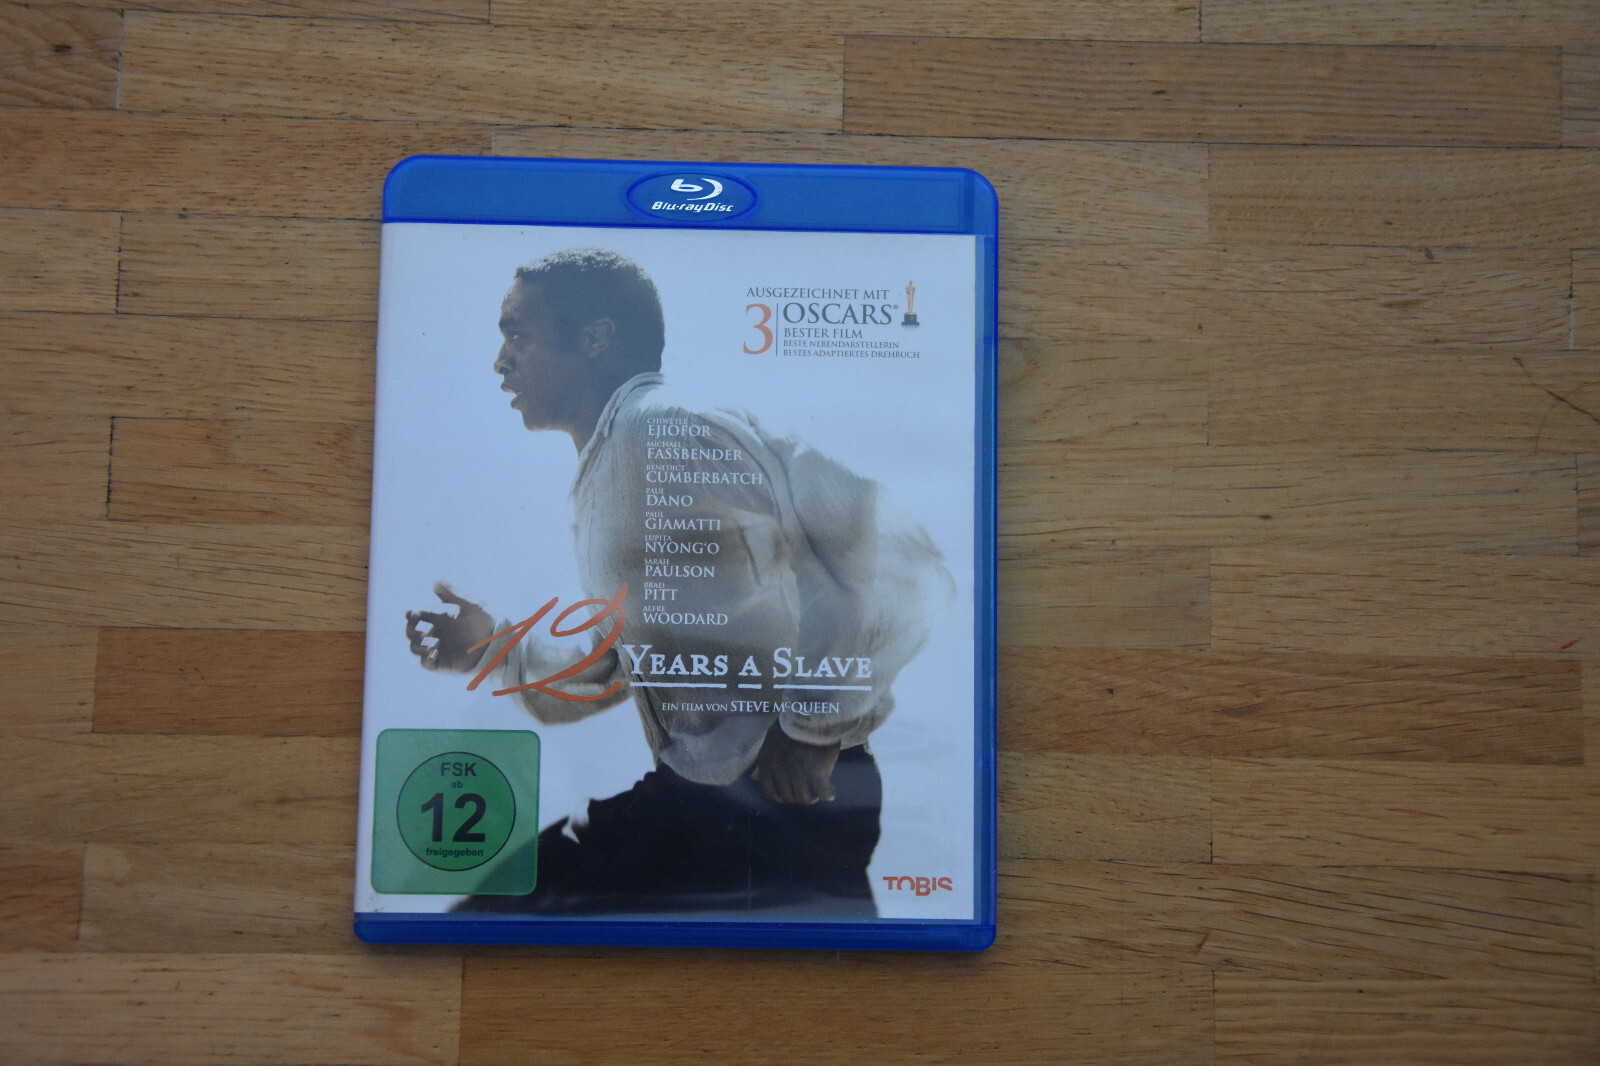 Blu-ray Disc
AUSGEZEICHNET MIT
3 OSCARS®
BESTER FILM
BESTE NEBENDARSTELLERIN
BESTES ADAPTIERTES DREHBUCH
CHIWETEL
EJIOFOR
MICHAEL
FASSBENDER
BENEDICT
CUMBERBATCH
PAUL
DANO
PAUL
GIAMATTI
LUPITA
NYONG'O
SARAH
PAULSON
BRAD
PITT
ALFRE
WOODARD
12 YEARS A SLAVE
EIN FILM VON STEVE McQUEEN
FSK
ab
12
freigegeben
TOBIS